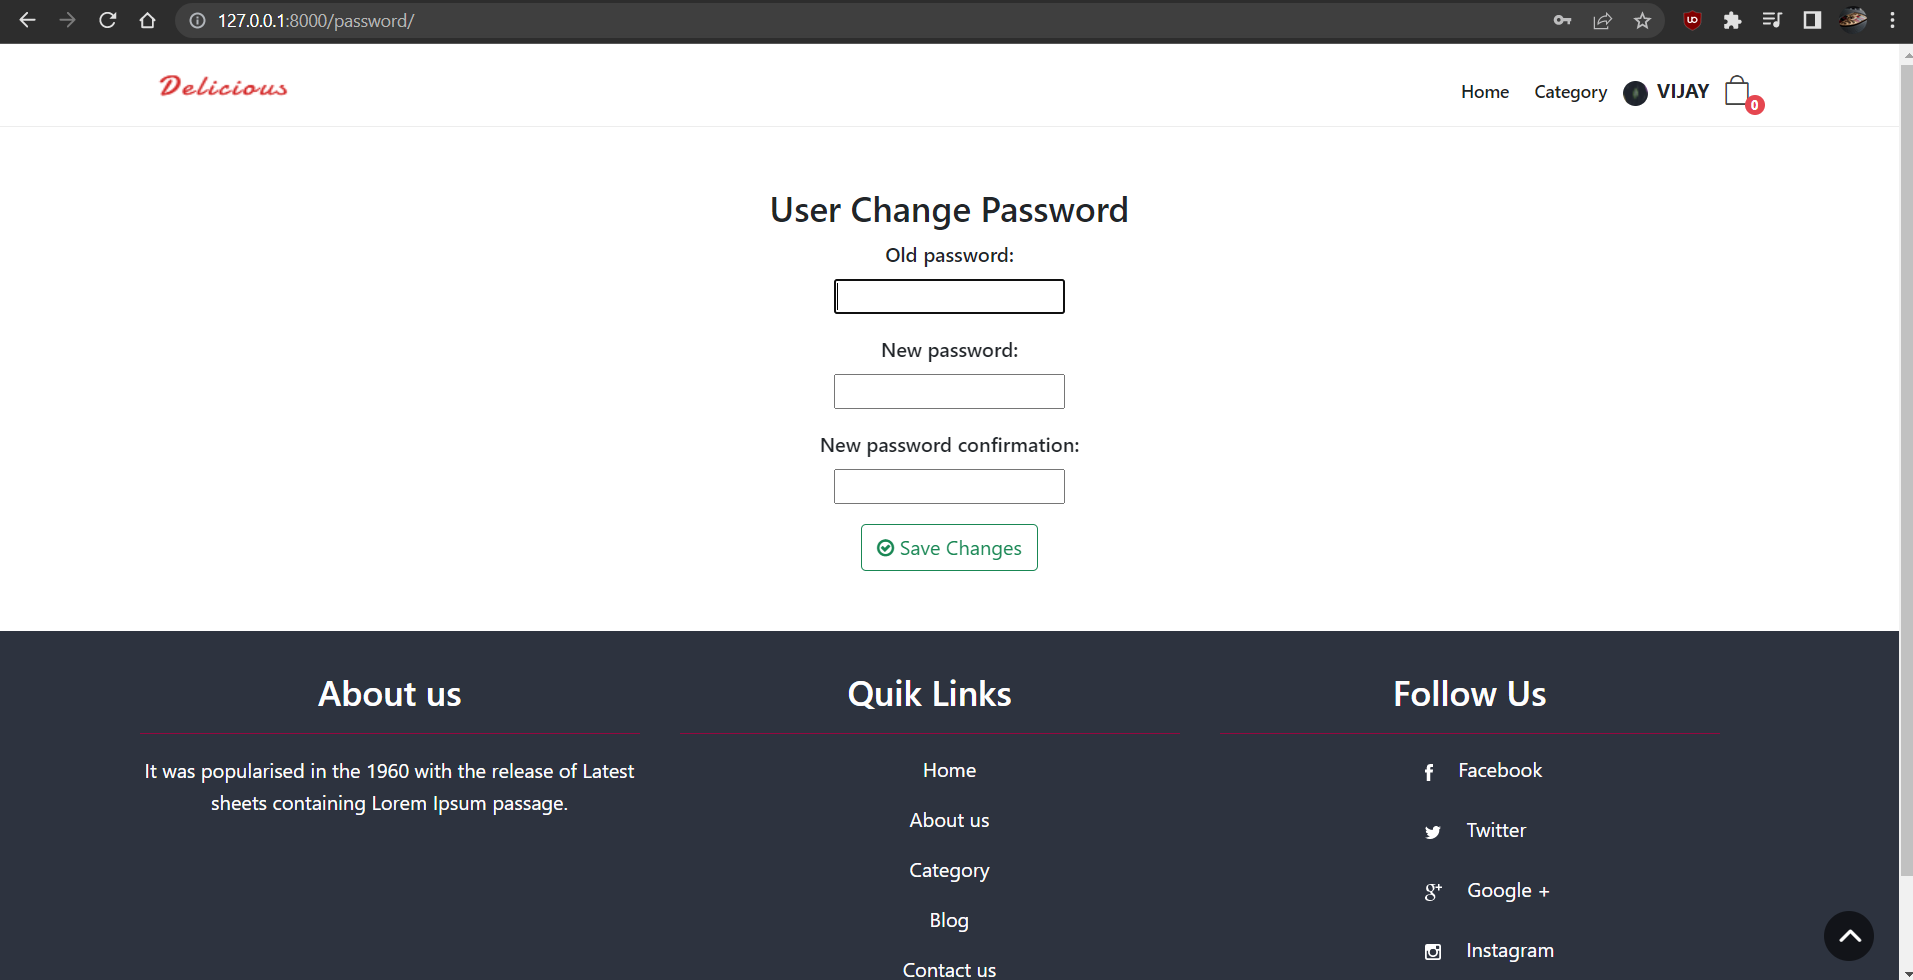 127.0.0.1:8000/password/
Delicious
Home Category VIJAY 0
User Change Password
Old password:
New password:
New password confirmation:
Save Changes
About us
It was popularised in the 1960 with the release of Latest
sheets containing Lorem Ipsum passage.
Quik Links
Home
About us
Category
Blog
Contact us
Follow Us
Facebook
Twitter
Google +
Instagram